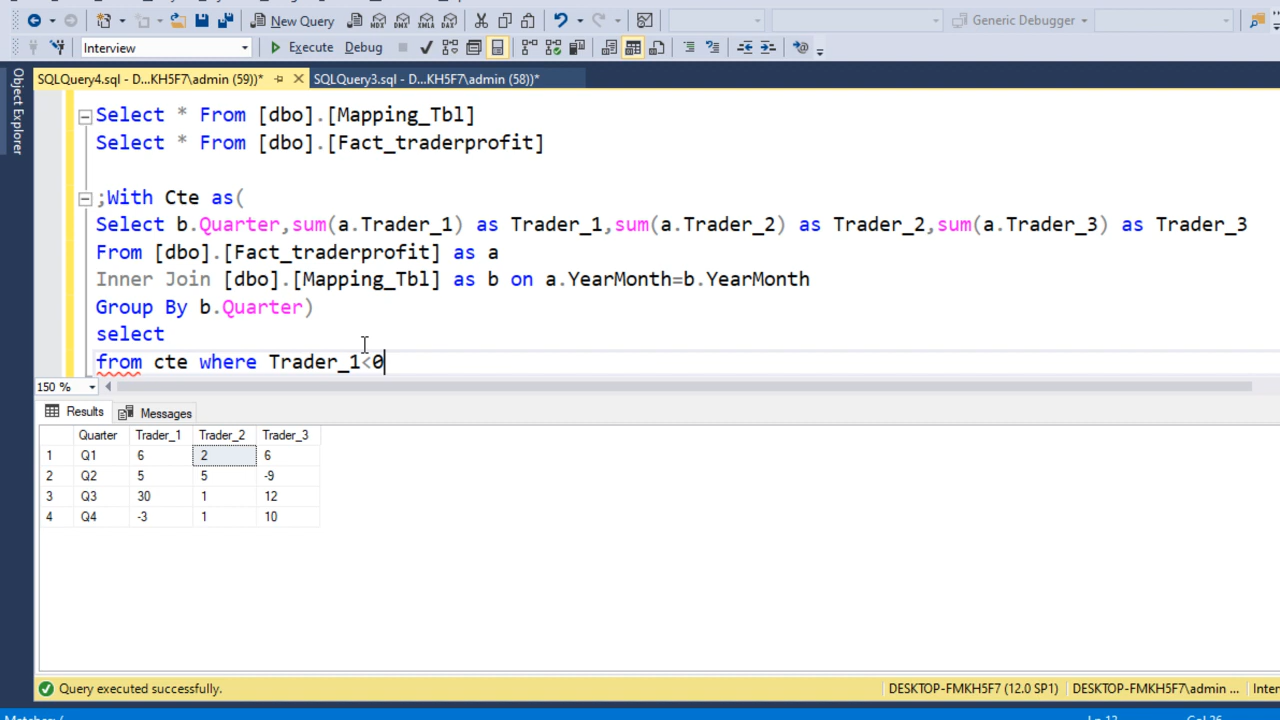 New Query
MDX
DMX
XMLA
DAX
Generic Debugger
Interview
Execute Debug
Object Explorer
SQLQuery4.sql - D...KH5F7\admin (59))*
SQLQuery3.sql - D...KH5F7\admin (58))*
Select * From [dbo].[Mapping_Tbl]
Select * From [dbo].[Fact_traderprofit]
;With Cte as(
Select b.Quarter,sum(a.Trader_1) as Trader_1,sum(a.Trader_2) as Trader_2,sum(a.Trader_3) as Trader_3
From [dbo].[Fact_traderprofit] as a
Inner Join [dbo].[Mapping_Tbl] as b on a.YearMonth=b.YearMonth
Group By b.Quarter)
select
from cte where Trader_1<0
150 %
Results Messages
Quarter Trader_1 Trader_2 Trader_3
1 Q1 6 2 6
2 Q2 5 5 -9
3 Q3 30 1 12
4 Q4 -3 1 10
Query executed successfully.
DESKTOP-FMKH5F7 (12.0 SP1) DESKTOP-FMKH5F7\admin ... Inter